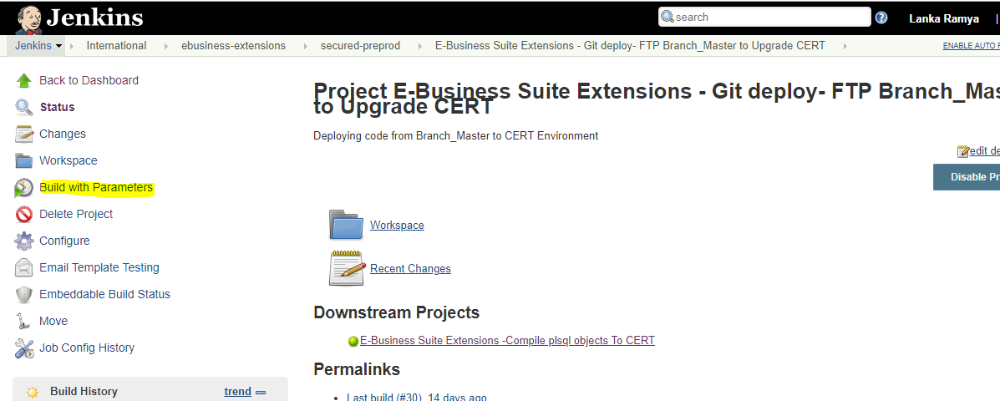 Jenkins
search
Lanka Ramya
Jenkins
International
ebusiness-extensions
secured-preprod
E-Business Suite Extensions - Git deploy- FTP Branch_Master to Upgrade CERT
ENABLE AUTO
Back to Dashboard
Status
Changes
Workspace
Build with Parameters
Delete Project
Configure
Email Template Testing
Embeddable Build Status
Move
Job Config History
Build History
trend
Project E-Business Suite Extensions - Git deploy- FTP Branch_Mas
to Upgrade CERT
Deploying code from Branch_Master to CERT Environment
edit de
Disable Pr
Workspace
Recent Changes
Downstream Projects
E-Business Suite Extensions -Compile plsql objects To CERT
Permalinks
Last build (#30), 14 days ago